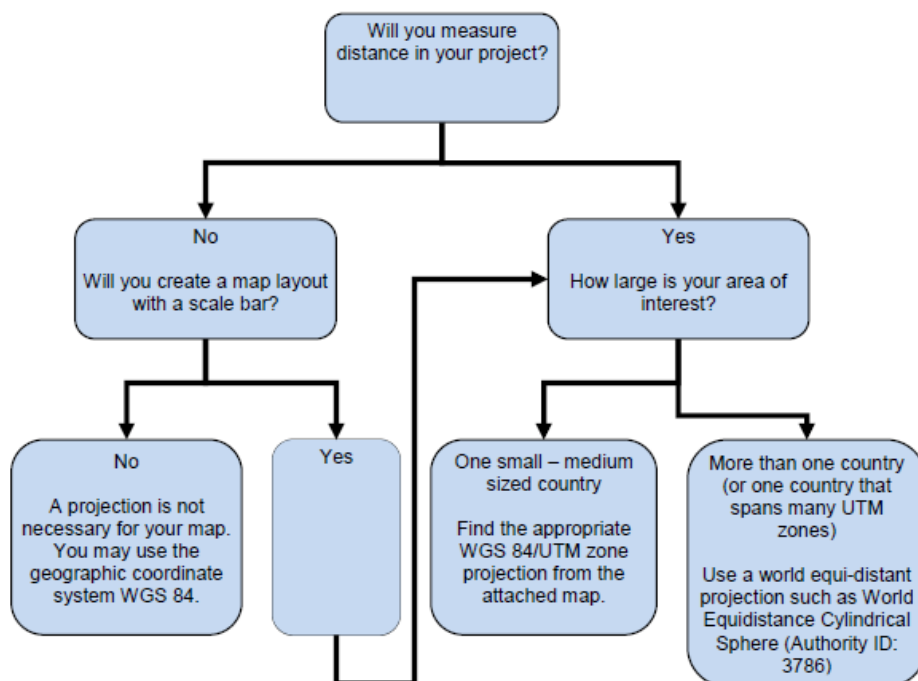 Will you measure
distance in your project?
No
Will you create a map layout
with a scale bar?
Yes
How large is your area of
interest?
No
A projection is not
necessary for your map.
You may use the
geographic coordinate
system WGS 84.
Yes
One small – medium
sized country
Find the appropriate
WGS 84/UTM zone
projection from the
attached map.
More than one country
(or one country that
spans many UTM
zones)
Use a world equi-distant
projection such as World
Equidistance Cylindrical
Sphere (Authority ID:
3786)